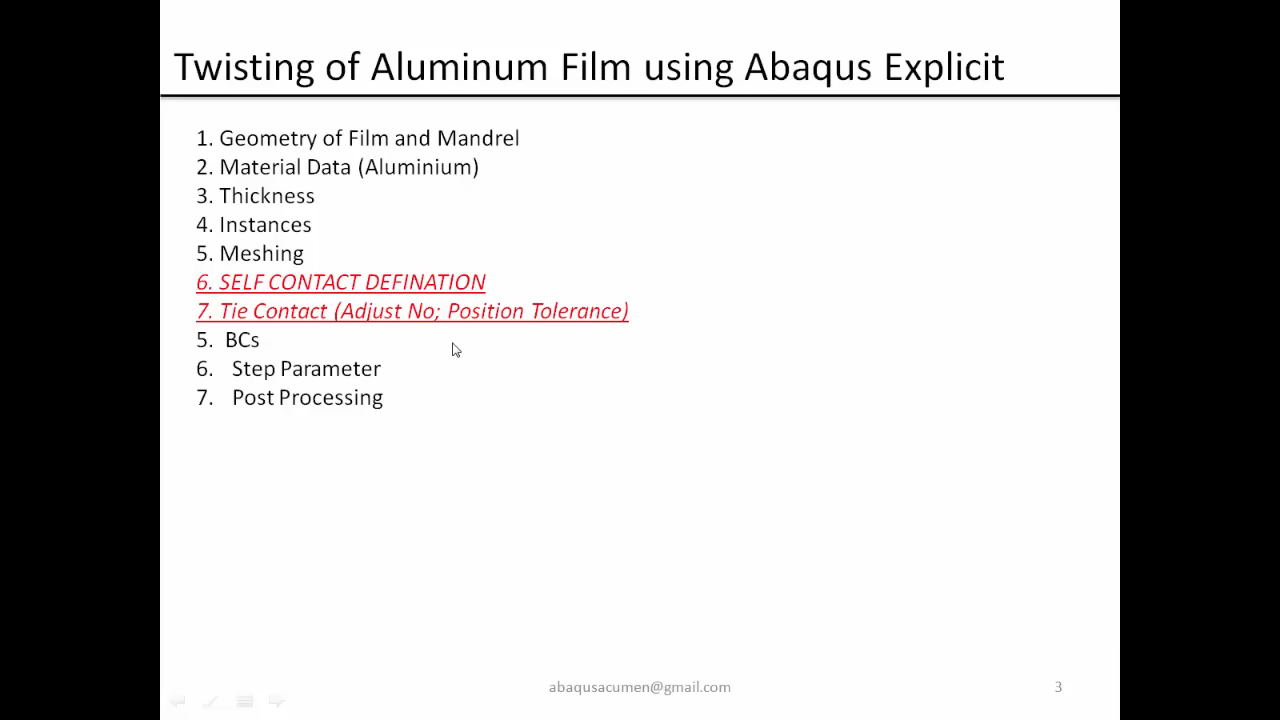 Twisting of Aluminum Film using Abaqus Explicit
1. Geometry of Film and Mandrel
2. Material Data (Aluminium)
3. Thickness
4. Instances
5. Meshing
6. SELF CONTACT DEFINATION
7. Tie Contact (Adjust No; Position Tolerance)
5. BCs
6. Step Parameter
7. Post Processing
abaqusacumen@gmail.com
3